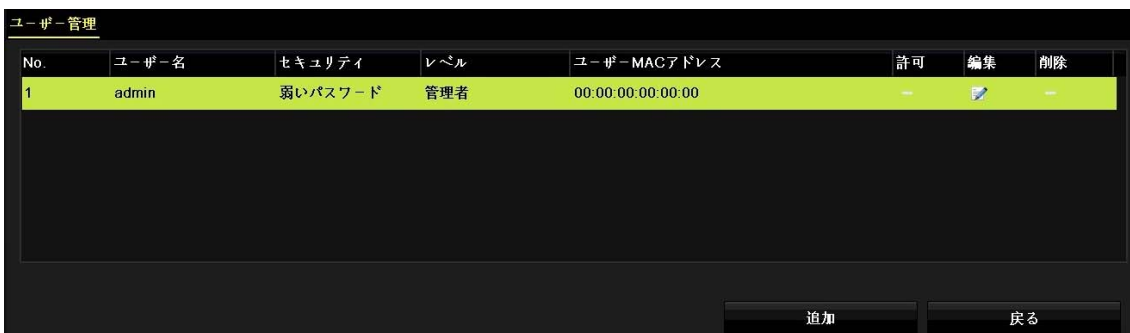 ユーザー管理
No. ユーザー名 セキュリティ レベル ユーザーMACアドレス 許可 編集 削除
1 admin 弱いパスワード 管理者 00:00:00:00:00:00 － －
追加 戻る